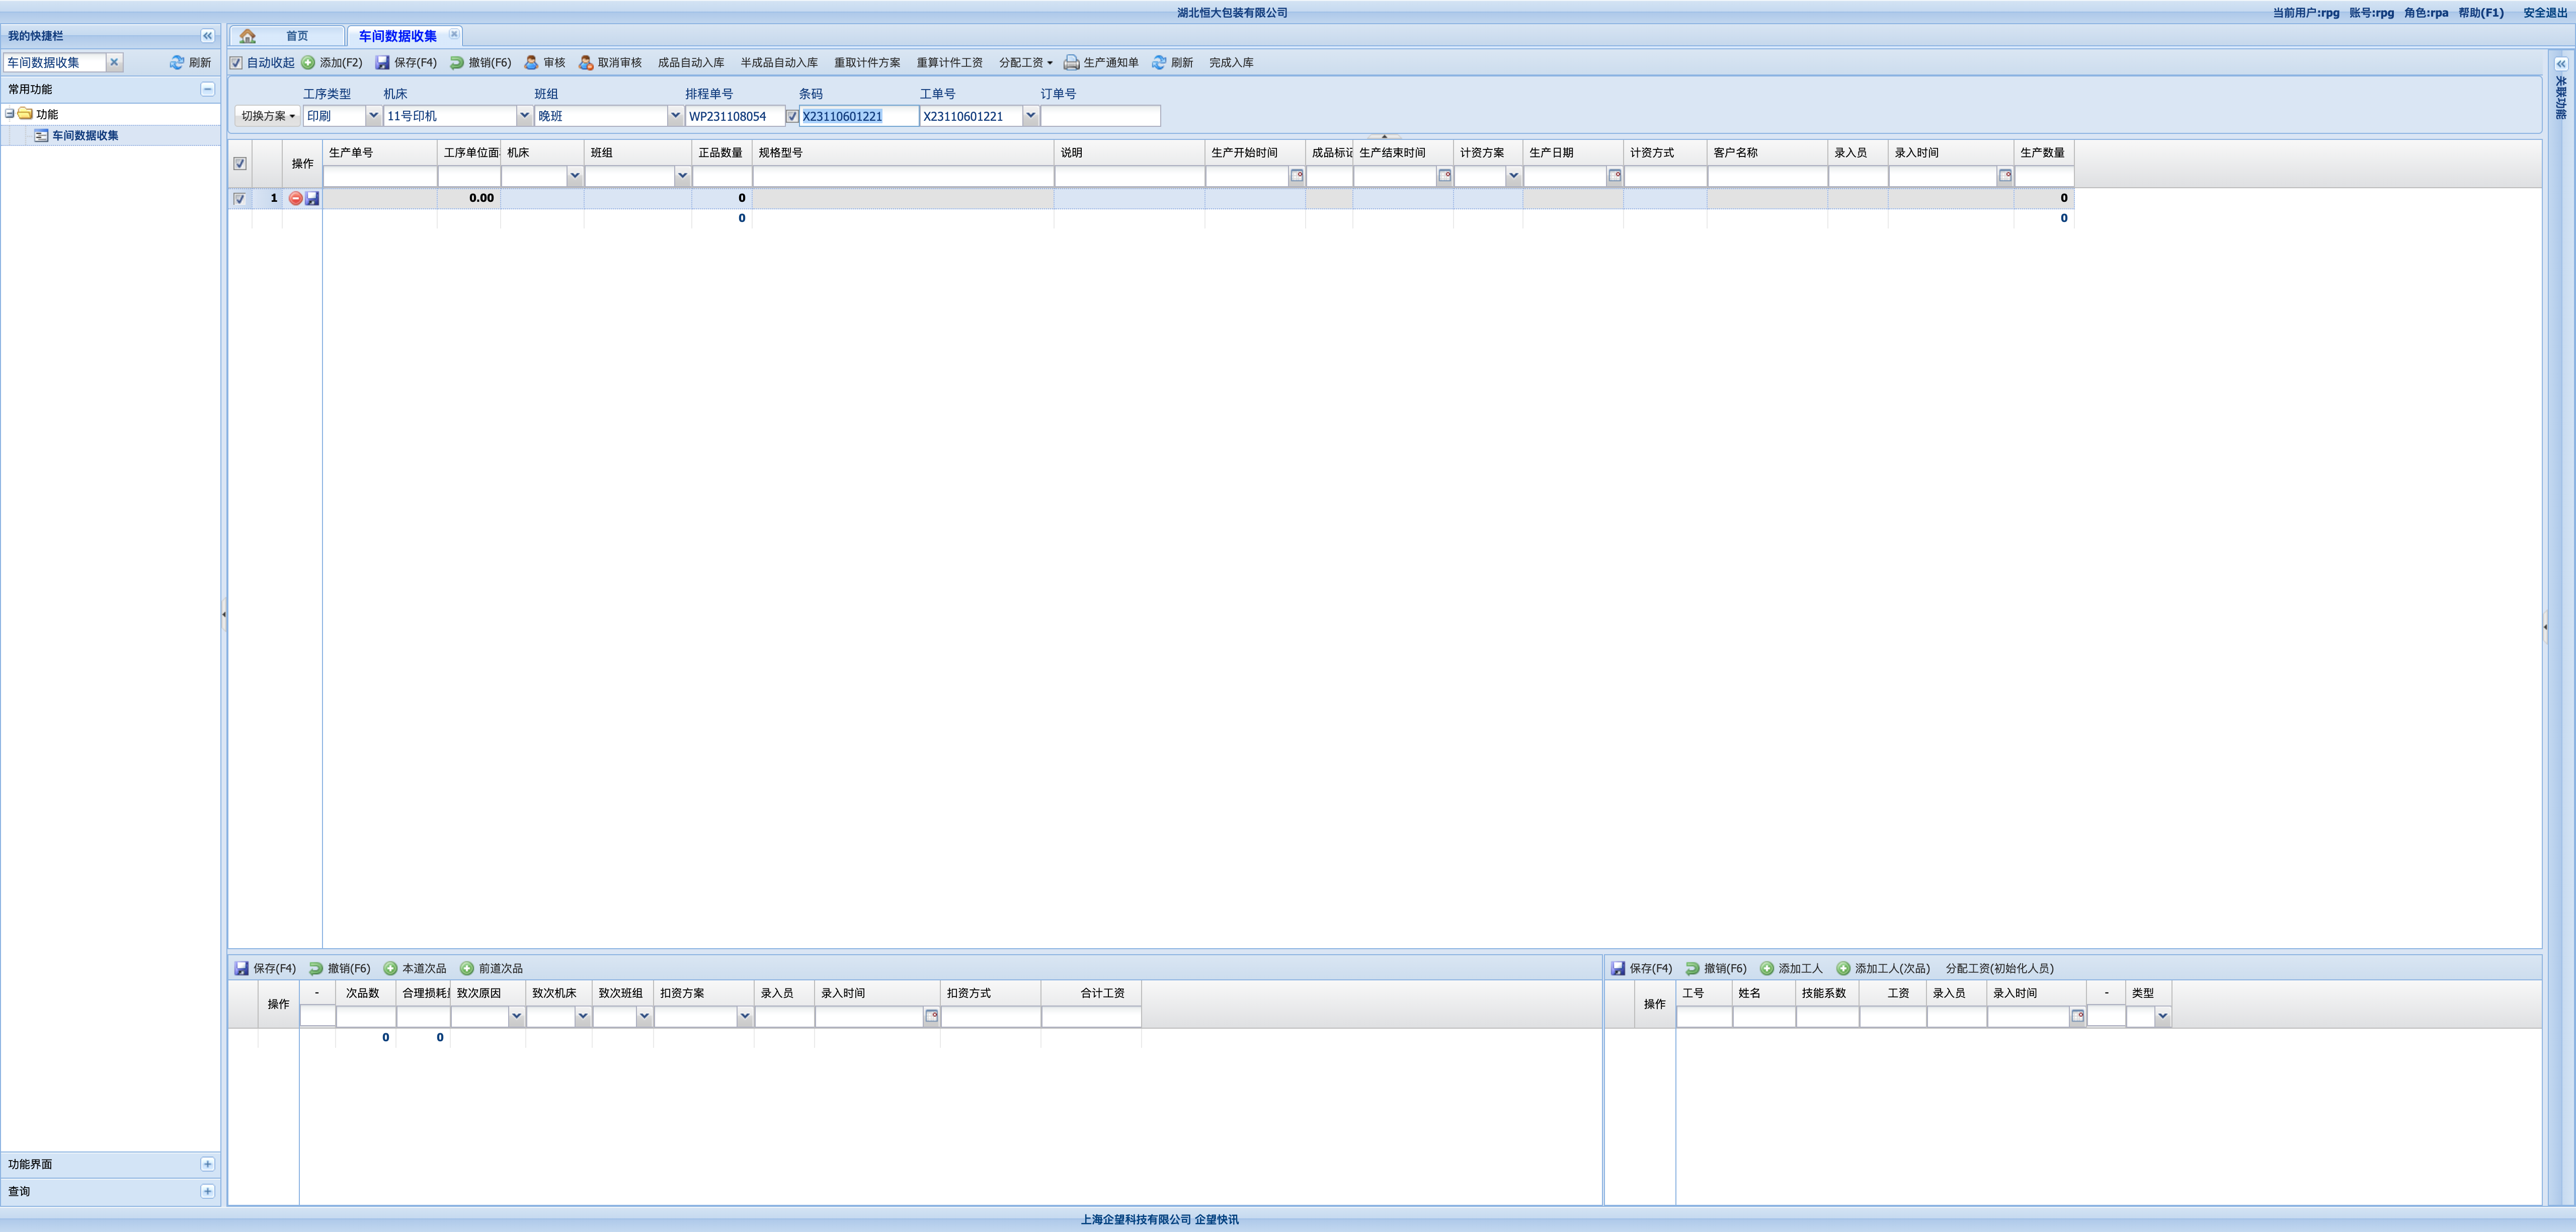 湖北恒大包装有限公司
当前用户:rpg 账号:rpg 角色:rpa 帮助(F1) 安全退出
我的快捷栏
首页
车间数据收集
车间数据收集
刷新
自动收起
添加(F2)
保存(F4)
撤销(F6)
审核
取消审核
成品自动入库
半成品自动入库
重取计件方案
重算计件工资
分配工资
生产通知单
刷新
完成入库
常用功能
功能
车间数据收集
关联功能
工序类型 机床 班组 排程单号 条码 工单号 订单号
切换方案 印刷 11号印机 晚班 WP231108054 X23110601221 X23110601221
操作 生产单号 工序单位面 机床 班组 正品数量 规格型号 说明 生产开始时间 成品标记 生产结束时间 计资方案 生产日期 计资方式 客户名称 录入员 录入时间 生产数量
1 0.00 0 0
0 0
保存(F4) 撤销(F6) 本道次品 前道次品
操作 - 次品数 合理损耗 致次原因 致次机床 致次班组 扣资方案 录入员 录入时间 扣资方式 合计工资
0 0
保存(F4) 撤销(F6) 添加工人 添加工人(次品) 分配工资(初始化人员)
操作 工号 姓名 技能系数 工资 录入员 录入时间 - 类型
功能界面
查询
上海企望科技有限公司 企望快讯